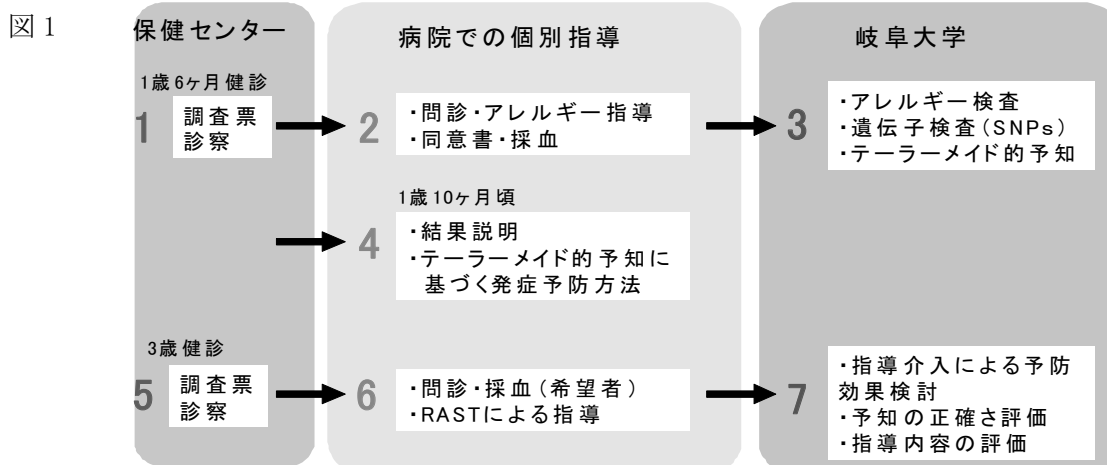 図1
保健センター
病院での個別指導
岐阜大学
1歳6ヶ月健診
1
調査票
診察
2
・問診・アレルギー指導
・同意書・採血
3
・アレルギー検査
・遺伝子検査(SNPs)
・テーラーメイド的予知
1歳10ヶ月頃
4
・結果説明
・テーラーメイド的予知に
基づく発症予防方法
3歳健診
5
調査票
診察
6
・問診・採血(希望者)
・RASTによる指導
7
・指導介入による予防
効果検討
・予知の正確さ評価
・指導内容の評価